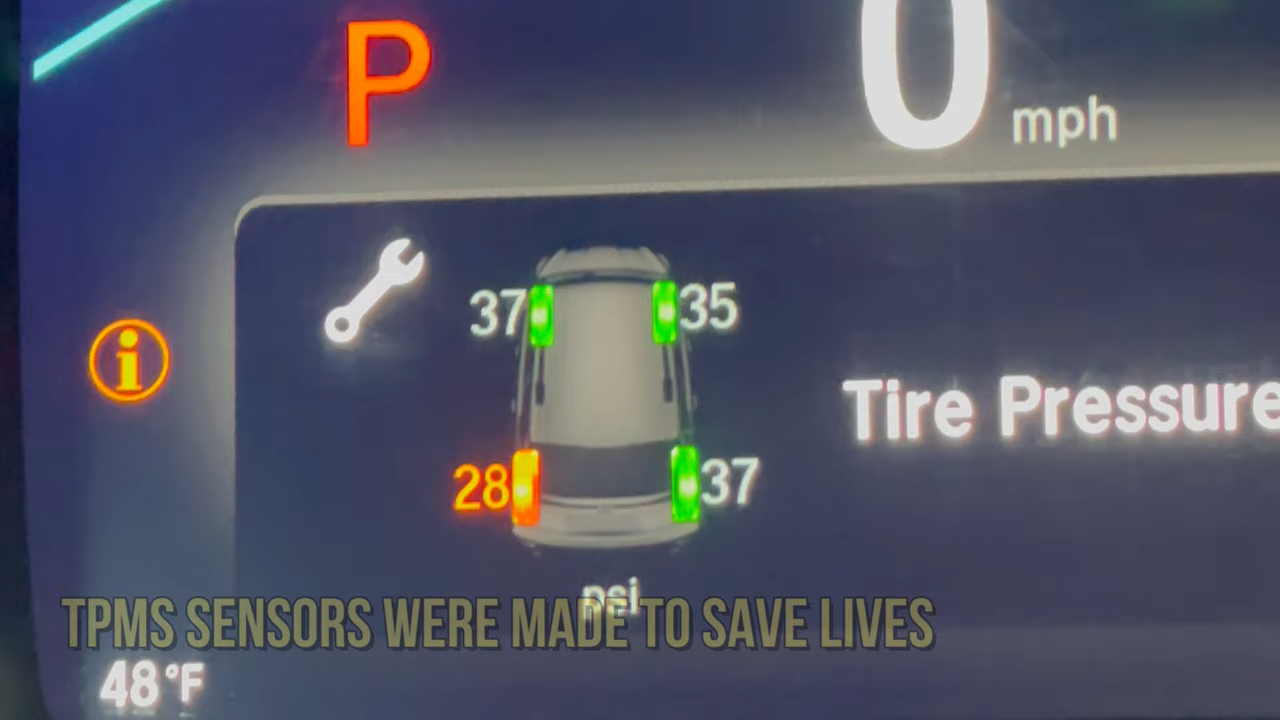 P
0 mph
37 35
i
Tire Pressure
28 37
psi
TPMS SENSORS WERE MADE TO SAVE LIVES
48°F